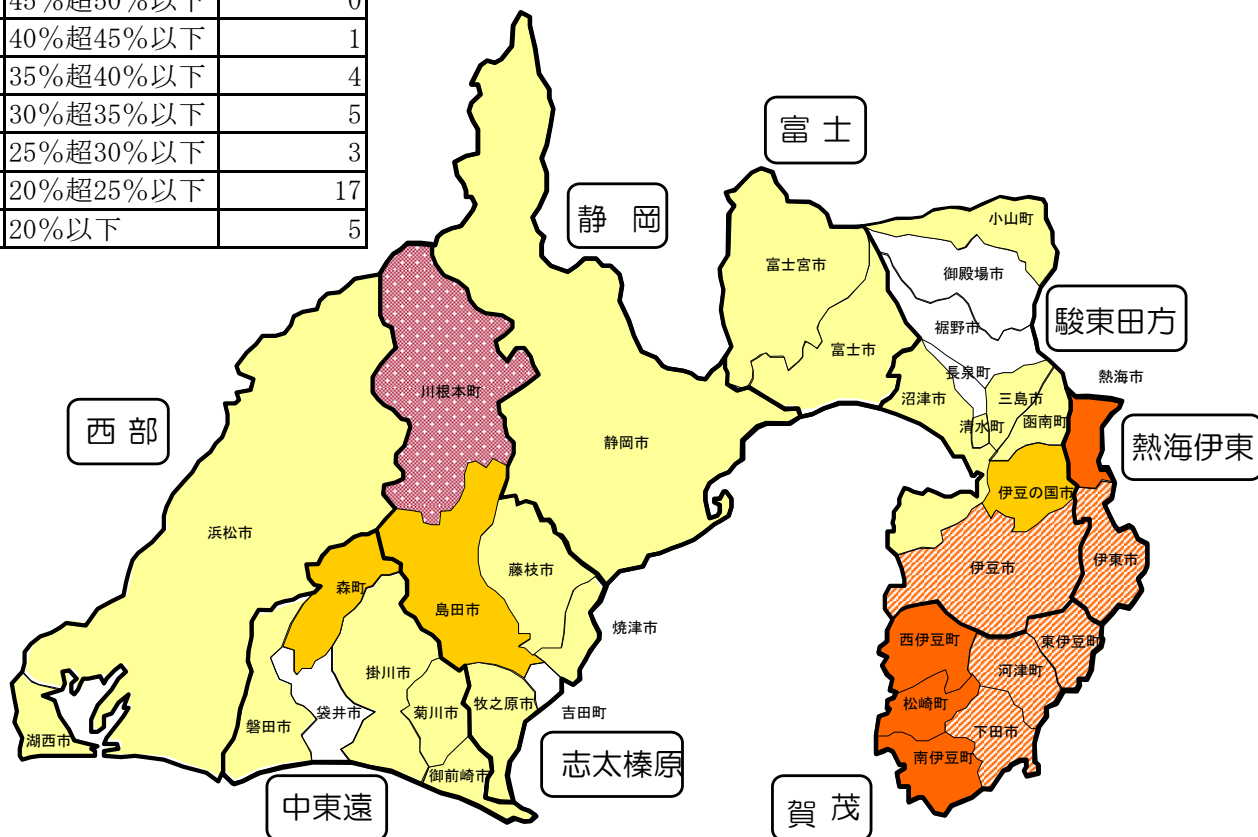 45%超50%以下 0
40%超45%以下 1
35%超40%以下 4
30%超35%以下 5
25%超30%以下 3
20%超25%以下 17
20%以下 5
富 士
静 岡
小山町
富士宮市
御殿場市
駿東田方
裾野市
富士市
長泉町
熱海市
川根本町
沼津市
三島市
西 部
清水町
函南町
静岡市
熱海伊東
伊豆の国市
浜松市
伊東市
藤枝市
伊豆市
森町
島田市
焼津市
西伊豆町
東伊豆町
掛川市
河津町
牧之原市
松崎町
袋井市
菊川市
吉田町
磐田市
下田市
湖西市
南伊豆町
志太榛原
御前崎市
中東遠
賀 茂